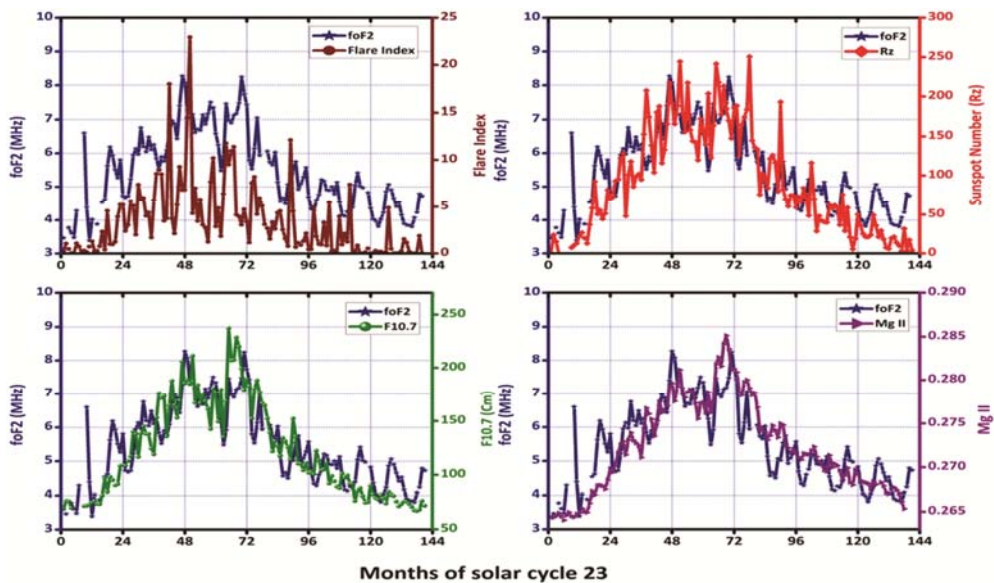 10
9
8
7
6
5
4
3
foF2 (MHz)
foF2
Flare Index
25
20
15
10
5
0
Flare Index
0 24 48 72 96 120 144
10
9
8
7
6
5
4
3
foF2 (MHz)
foF2
Rz
300
250
200
150
100
50
0
Sunspot Number (Rz)
0 24 48 72 96 120 144
10
9
8
7
6
5
4
3
foF2 (MHz)
foF2
F10.7
250
200
150
100
50
F10.7 (Cm)
0 24 48 72 96 120 144
10
9
8
7
6
5
4
3
foF2 (MHz)
foF2
Mg II
0.290
0.285
0.280
0.275
0.270
0.265
Mg II
0 24 48 72 96 120 144
Months of solar cycle 23